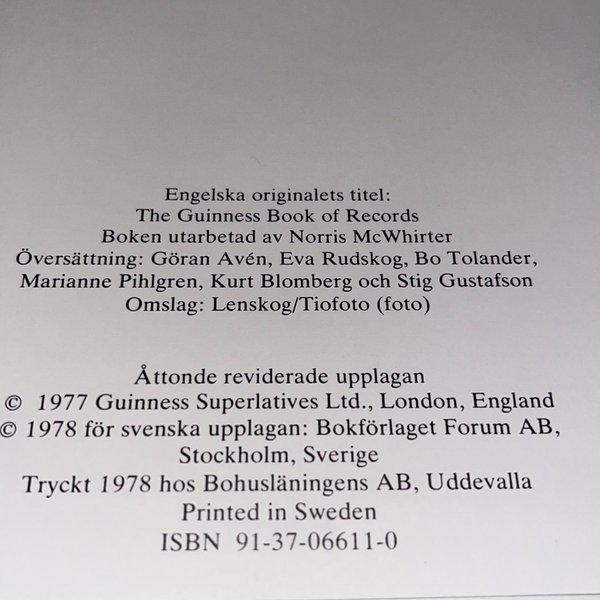 Engelska originalets titel:
The Guinness Book of Records
Boken utarbetad av Norris McWhirter
Översättning: Göran Avén, Eva Rudskog, Bo Tolander,
Marianne Pihlgren, Kurt Blomberg och Stig Gustafson
Omslag: Lenskog/Tiofoto (foto)
Åttonde reviderade upplagan
© 1977 Guinness Superlatives Ltd., London, England
© 1978 för svenska upplagan: Bokförlaget Forum AB,
Stockholm, Sverige
Tryckt 1978 hos Bohusläningens AB, Uddevalla
Printed in Sweden
ISBN 91-37-06611-0